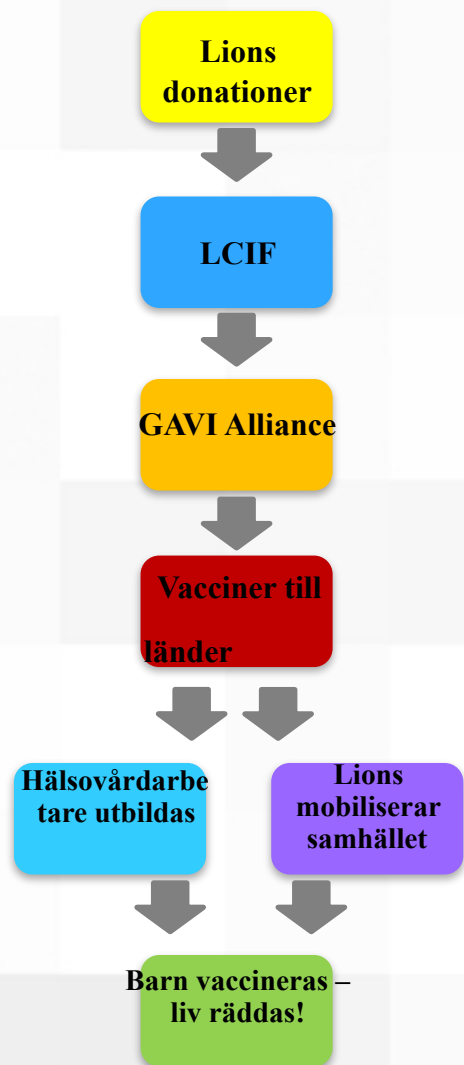 Lions
donationer
LCIF
GAVI Alliance
Vacciner till
länder
Hälsovårdarbe
tare utbildas
Lions
mobiliserar
samhället
Barn vaccineras –
liv räddas!